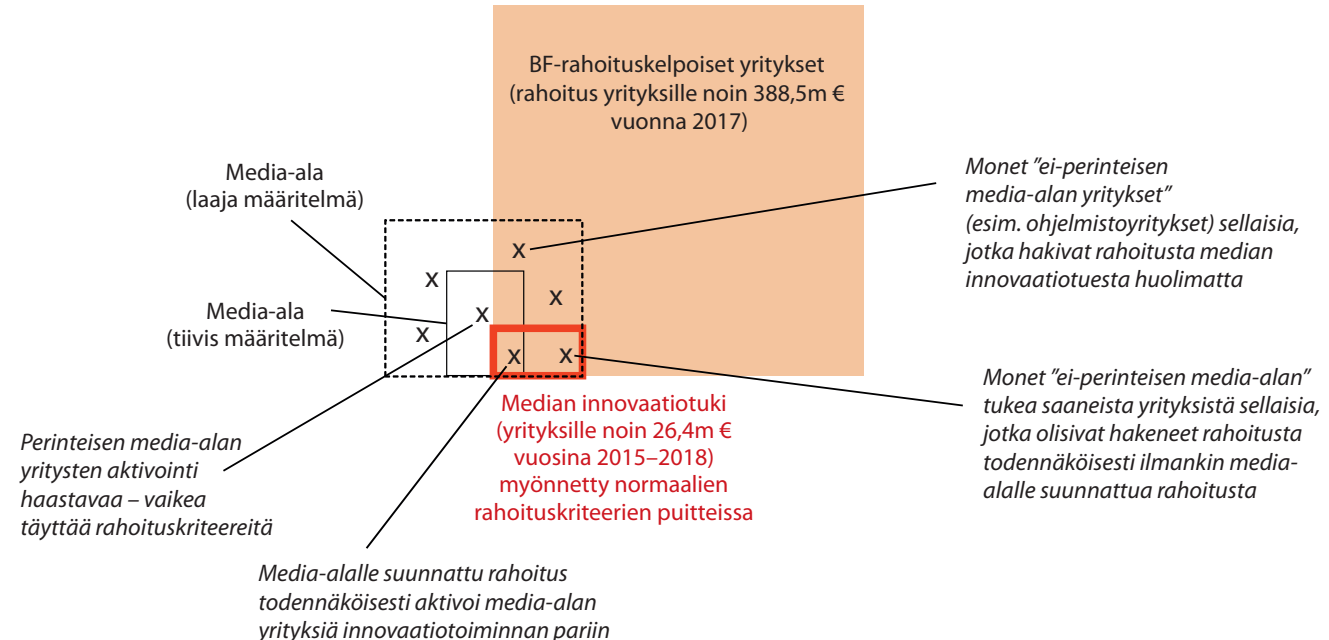 BF-rahoituskelpoiset yritykset
(rahoitus yrityksille noin 388,5m €
vuonna 2017)
Media-ala
(laaja määritelmä)
Monet ”ei-perinteisen
media-alan yritykset”
(esim. ohjelmistoyritykset) sellaisia,
jotka hakivat rahoitusta median
innovaatiotuesta huolimatta
x
x
x
Media-ala
(tiivis määritelmä)
x
x
x
x
Median innovaatiotuki
(yrityksille noin 26,4m €
vuosina 2015–2018)
myönnetty normaalien
rahoituskriteerien puitteissa
Monet ”ei-perinteisen media-alan”
tukea saaneista yrityksistä sellaisia,
jotka olisivat hakeneet rahoitusta
todennäköisesti ilmankin media-
alalle suunnattua rahoitusta
Perinteisen media-alan
yritysten aktivointi
haastavaa – vaikea
täyttää rahoituskriteereitä
Media-alalle suunnattu rahoitus
todennäköisesti aktivoi media-alan
yrityksiä innovaatiotoiminnan pariin